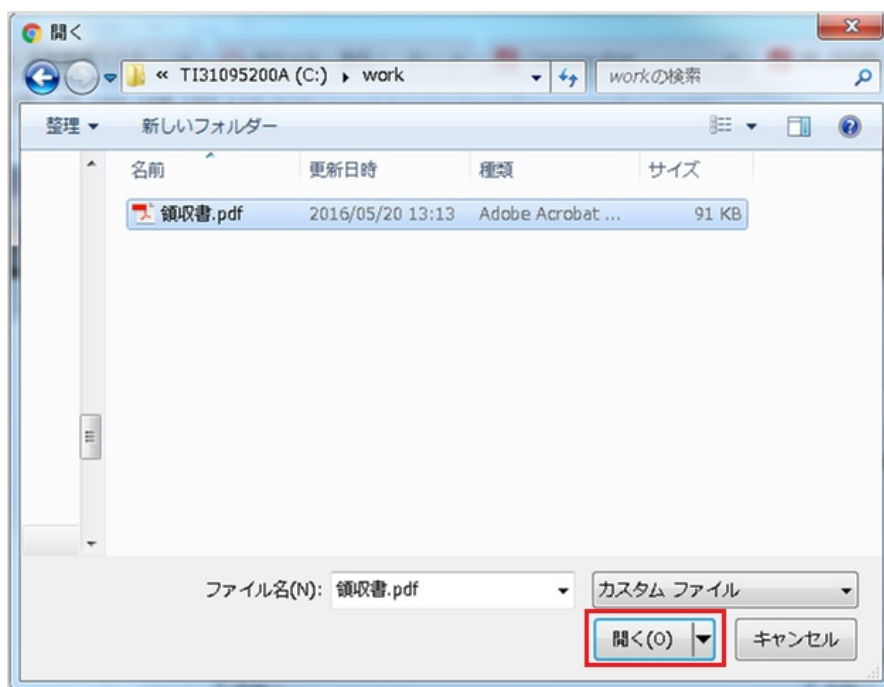 開く
« TI31095200A (C:) ▸ work
workの検索
整理 ▼ 新しいフォルダー
名前 更新日時 種類 サイズ
領収書.pdf 2016/05/20 13:13 Adobe Acrobat ... 91 KB
ファイル名(N): 領収書.pdf カスタム ファイル
開く(O) キャンセル